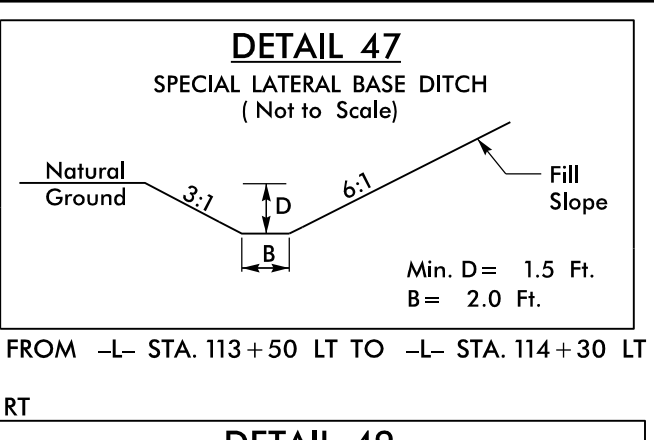 DETAIL 47
SPECIAL LATERAL BASE DITCH
( Not to Scale)
Natural
Ground
3:1
D
6:1
Fill
Slope
B
Min. D = 1.5 Ft.
B = 2.0 Ft.
FROM -L- STA. 113+50 LT TO -L- STA. 114+30 LT
RT
DETAIL